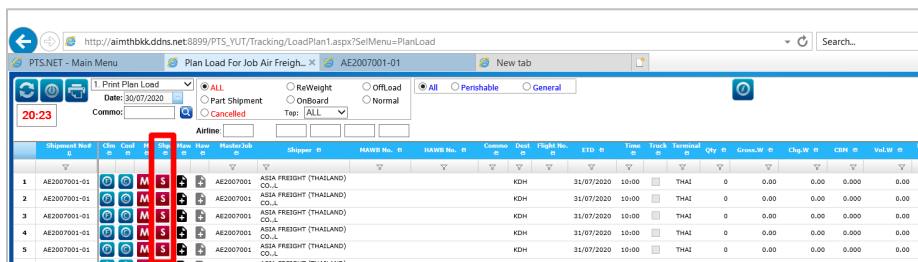 http://aimthbkk.ddns.net:8899/PTS_YUT/Tracking/LoadPlan1.aspx?SelMenu=PlanLoad Search...
PTS.NET - Main Menu Plan Load For Job Air Freigh... AE2007001-01 New tab
1. Print Plan Load ALL ReWeight OffLoad All Perishable General
Date: 30/07/2020 Part Shipment OnBoard Normal
20:23 Commo: Cancelled Top: ALL
Airline:
Shipment No# Clm Cool M Shp Maw Haw MasterJob Shipper MAWB No. HAWB No. Commo Dest Flight No. ETD Time Truck Terminal Qty Gross.W Chg.W CBM Vol.W
1 AE2007001-01 M S AE2007001 ASIA FREIGHT (THAILAND) CO.,L KDH 31/07/2020 10:00 THAI 0 0.00 0.00 0.000 0.00
2 AE2007001-01 M S AE2007001 ASIA FREIGHT (THAILAND) CO.,L KDH 31/07/2020 10:00 THAI 0 0.00 0.00 0.000 0.00
3 AE2007001-01 M S AE2007001 ASIA FREIGHT (THAILAND) CO.,L KDH 31/07/2020 10:00 THAI 0 0.00 0.00 0.000 0.00
4 AE2007001-01 M S AE2007001 ASIA FREIGHT (THAILAND) CO.,L KDH 31/07/2020 10:00 THAI 0 0.00 0.00 0.000 0.00
5 AE2007001-01 M S AE2007001 ASIA FREIGHT (THAILAND) CO.,L KDH 31/07/2020 10:00 THAI 0 0.00 0.00 0.000 0.00